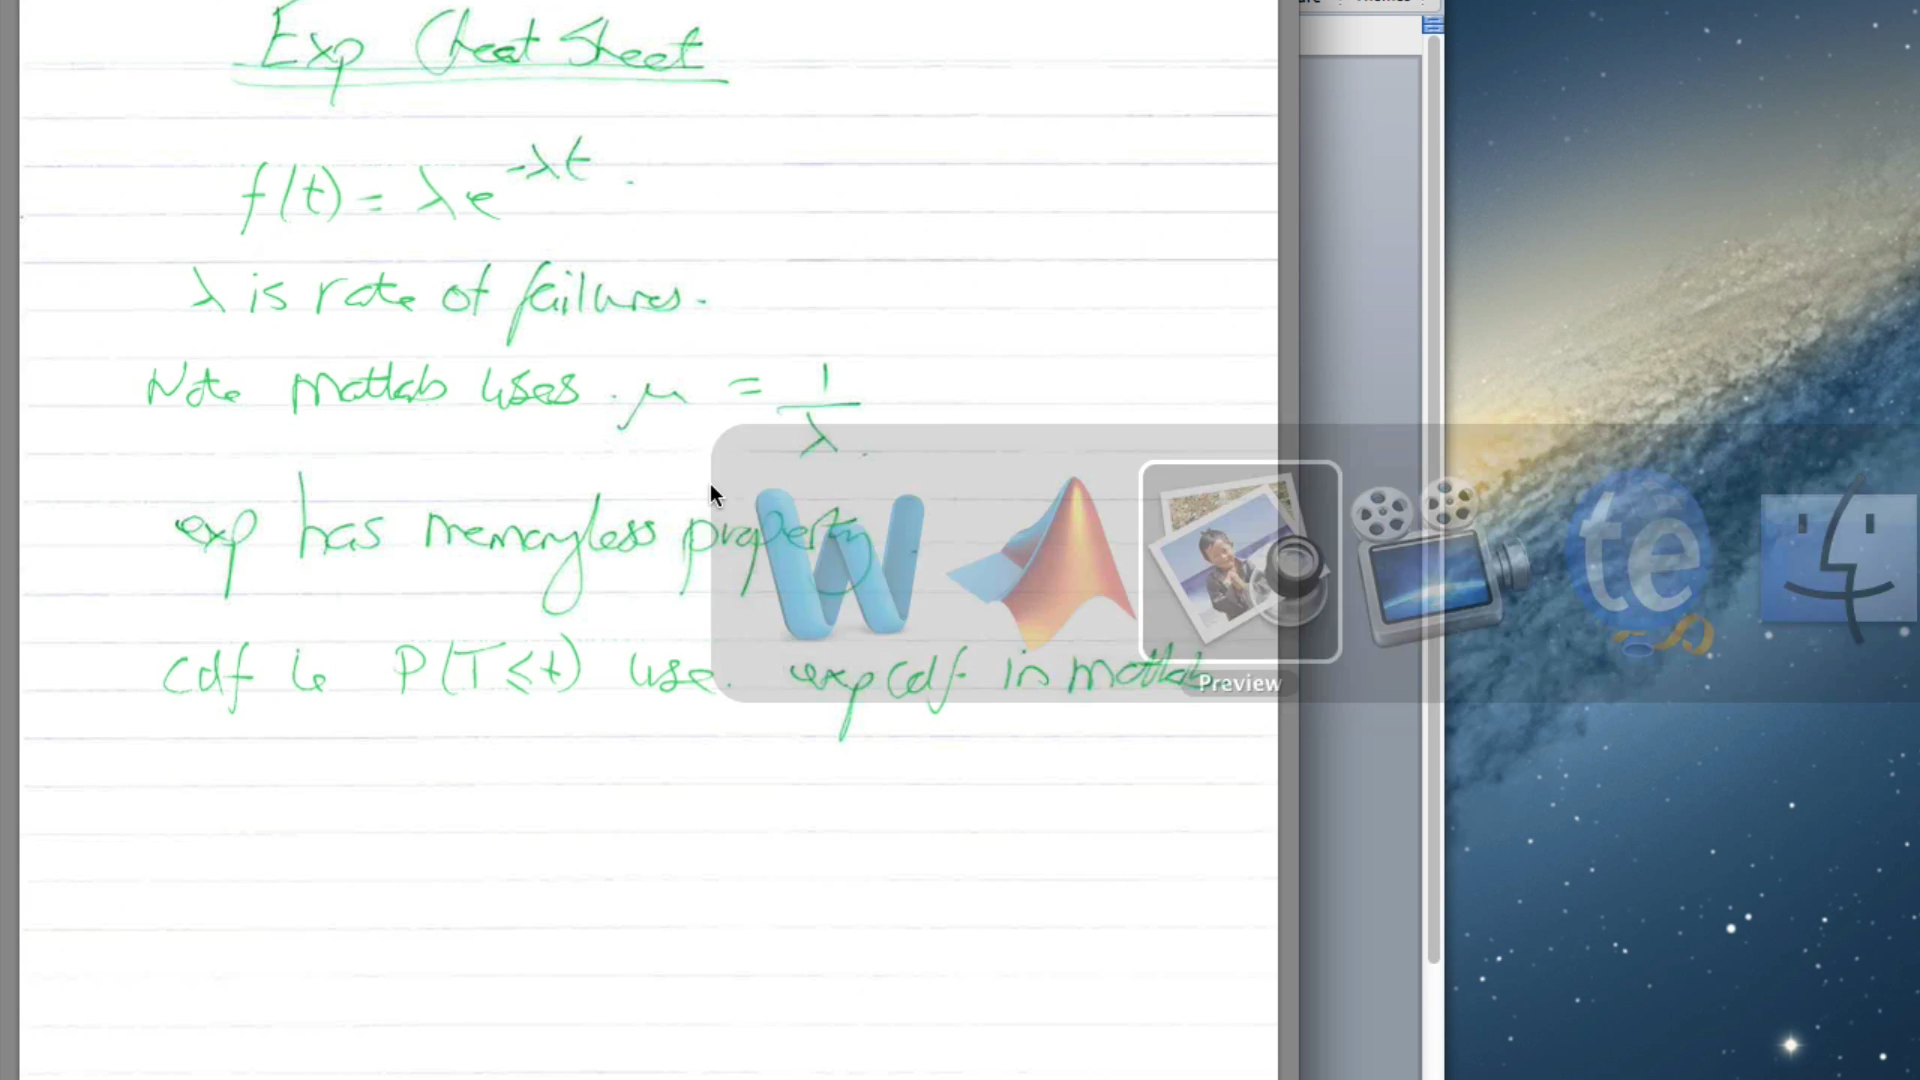 Exp Cheat Sheet
f(t) = λe^{-λt}.
λ is rate of failures.
Note matlab uses μ = 1/λ.
exp has memoryless property.
cdf is P(T≤t) use expcdf in matlab
Preview
te